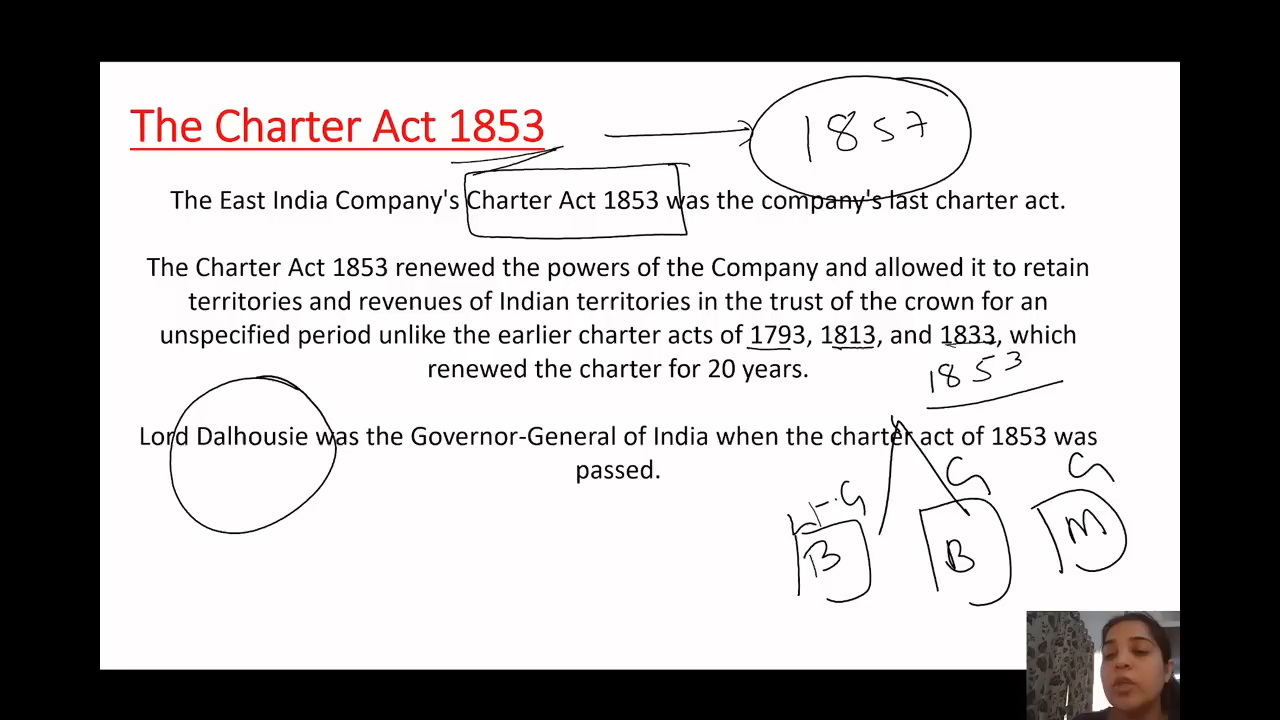 The Charter Act 1853
1857
The East India Company's Charter Act 1853 was the company's last charter act.
The Charter Act 1853 renewed the powers of the Company and allowed it to retain
territories and revenues of Indian territories in the trust of the crown for an
unspecified period unlike the earlier charter acts of 1793, 1813, and 1833, which
renewed the charter for 20 years.
1853
Lord Dalhousie was the Governor-General of India when the charter act of 1853 was
passed.
G G
B B M